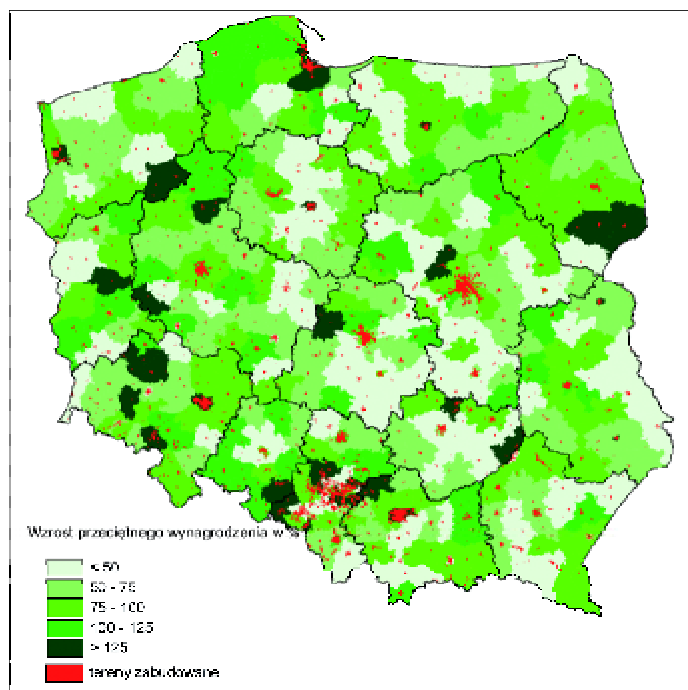 Wzrost przeciętnego wynagrodzenia w %
< 50
50 - 75
75 - 100
100 - 125
> 125
tereny zabudowane